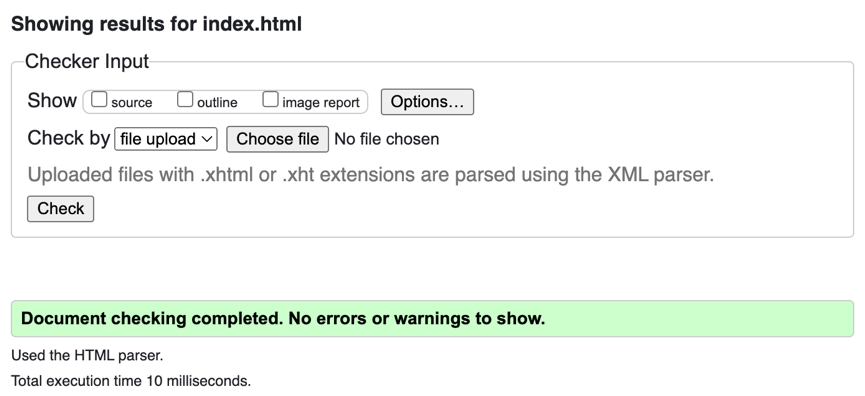 Showing results for index.html
Checker Input
Show source outline image report Options...
Check by file upload Choose file No file chosen
Uploaded files with .xhtml or .xht extensions are parsed using the XML parser.
Check
Document checking completed. No errors or warnings to show.
Used the HTML parser.
Total execution time 10 milliseconds.